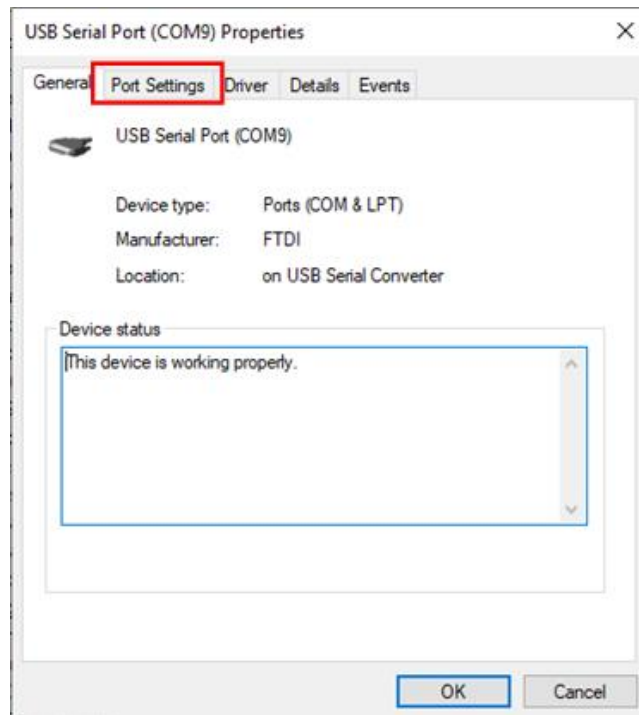 USB Serial Port (COM9) Properties
General Port Settings Driver Details Events
USB Serial Port (COM9)
Device type: Ports (COM & LPT)
Manufacturer: FTDI
Location: on USB Serial Converter
Device status
This device is working properly.
OK Cancel